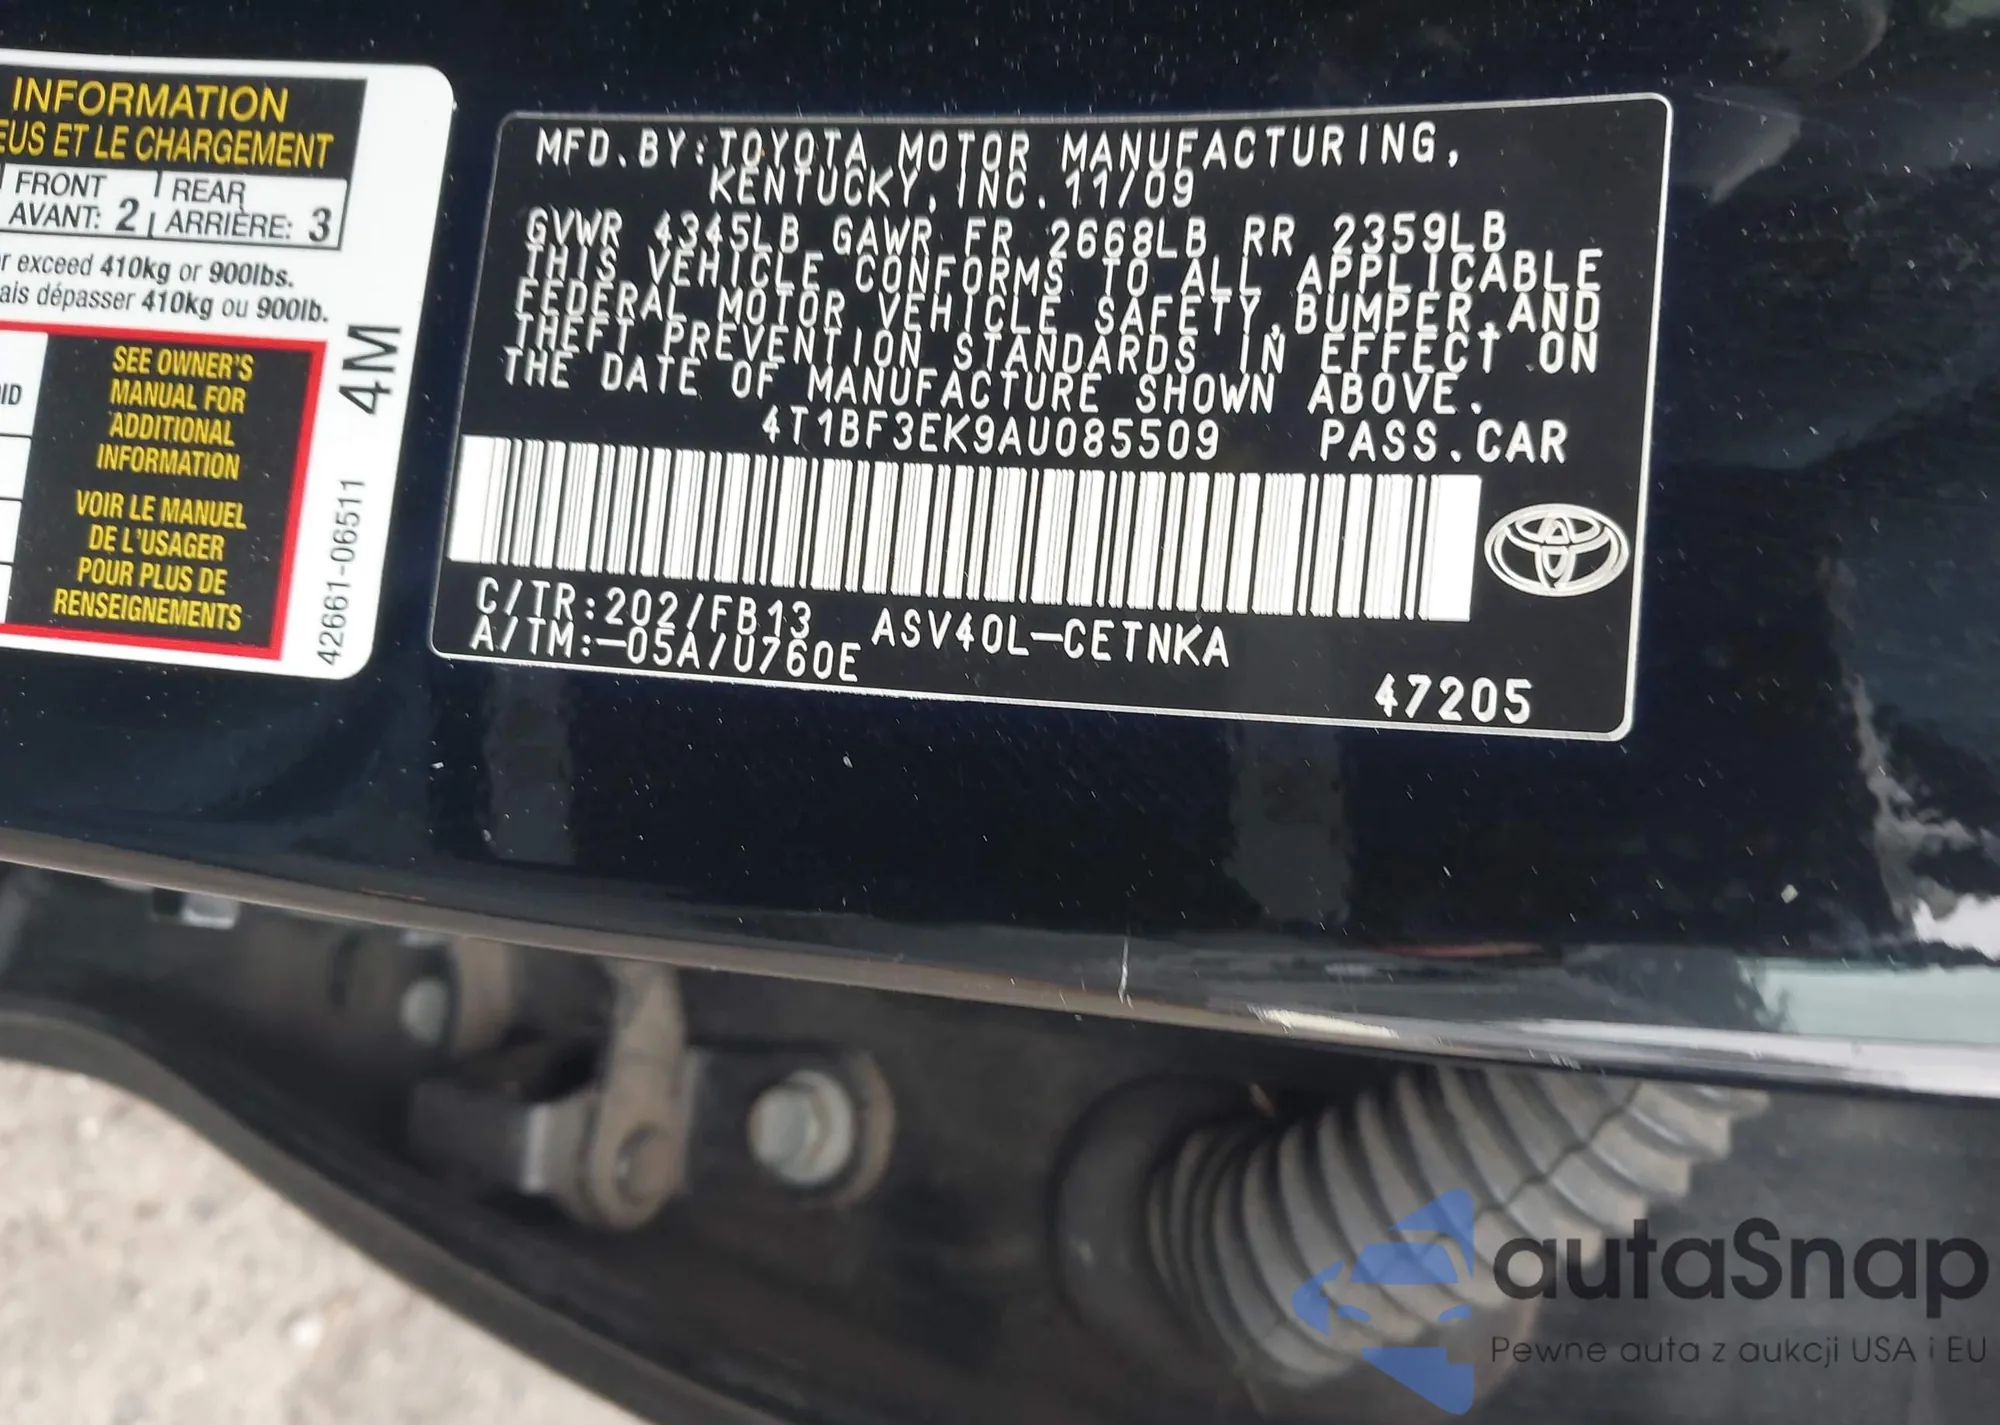 INFORMATION
EUS ET LE CHARGEMENT
FRONT REAR
AVANT: 2 ARRIÈRE: 3
r exceed 410kg or 900lbs.
ais dépasser 410kg ou 900lb.
SEE OWNER'S
MANUAL FOR
ADDITIONAL
INFORMATION
VOIR LE MANUEL
DE L'USAGER
POUR PLUS DE
RENSEIGNEMENTS
ID
4M
42661-06511
MFD.BY:TOYOTA MOTOR MANUFACTURING,
KENTUCKY,INC. 11/09
GVWR 4345LB GAWR FR 2668LB RR 2359LB
THIS VEHICLE CONFORMS TO ALL APPLICABLE
FEDERAL MOTOR VEHICLE SAFETY,BUMPER,AND
THEFT PREVENTION STANDARDS IN EFFECT ON
THE DATE OF MANUFACTURE SHOWN ABOVE.
4T1BF3EK9AU085509 PASS.CAR
C/TR:202/FB13 ASV40L-CETNKA
A/TM:-05A/U760E
47205
autaSnap
Pewne auta z aukcji USA i EU